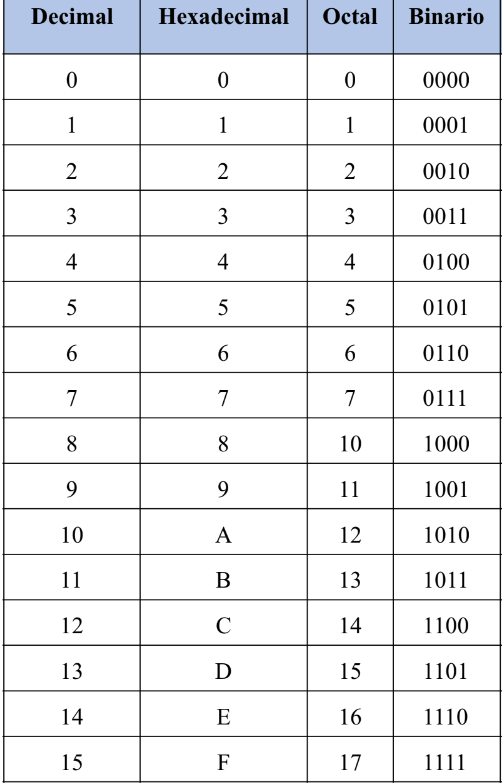 Decimal Hexadecimal Octal Binario
0 0 0 0000
1 1 1 0001
2 2 2 0010
3 3 3 0011
4 4 4 0100
5 5 5 0101
6 6 6 0110
7 7 7 0111
8 8 10 1000
9 9 11 1001
10 A 12 1010
11 B 13 1011
12 C 14 1100
13 D 15 1101
14 E 16 1110
15 F 17 1111